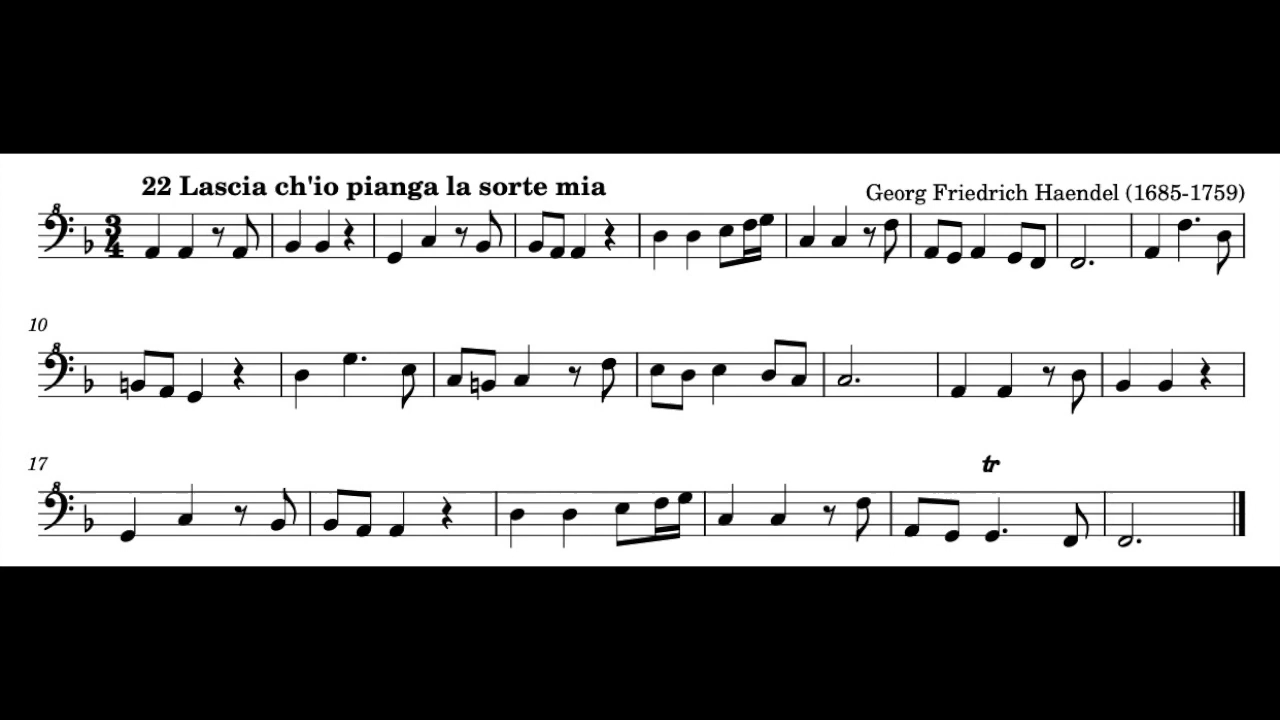 22 Lascia ch'io pianga la sorte mia
Georg Friedrich Haendel (1685-1759)
8
3
4
10
8
17
8
tr